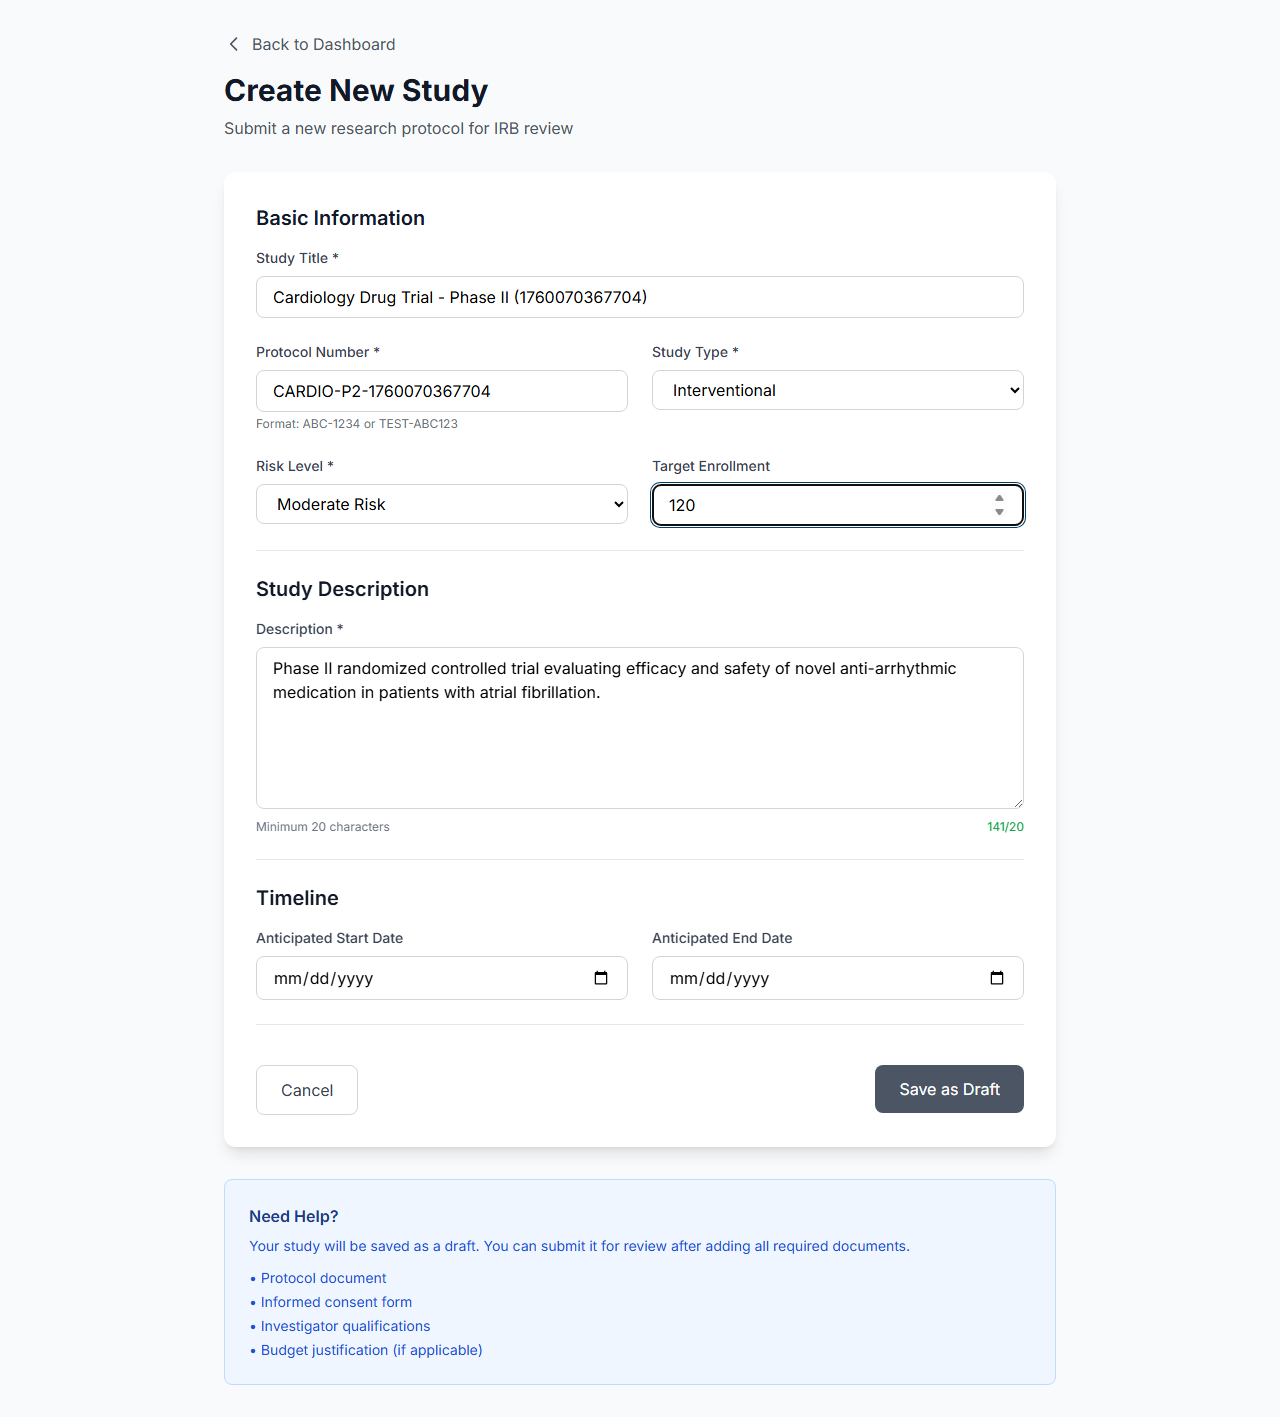 Back to Dashboard
Create New Study
Submit a new research protocol for IRB review
Basic Information
Study Title *
Cardiology Drug Trial - Phase II (1760070367704)
Protocol Number *
Study Type *
CARDIO-P2-1760070367704
Interventional
Format: ABC-1234 or TEST-ABC123
Risk Level *
Target Enrollment
Moderate Risk
120
Study Description
Description *
Phase II randomized controlled trial evaluating efficacy and safety of novel anti-arrhythmic
medication in patients with atrial fibrillation.
Minimum 20 characters
141/20
Timeline
Anticipated Start Date
Anticipated End Date
mm/dd/yyyy
mm/dd/yyyy
Cancel
Save as Draft
Need Help?
Your study will be saved as a draft. You can submit it for review after adding all required documents.
• Protocol document
• Informed consent form
• Investigator qualifications
• Budget justification (if applicable)